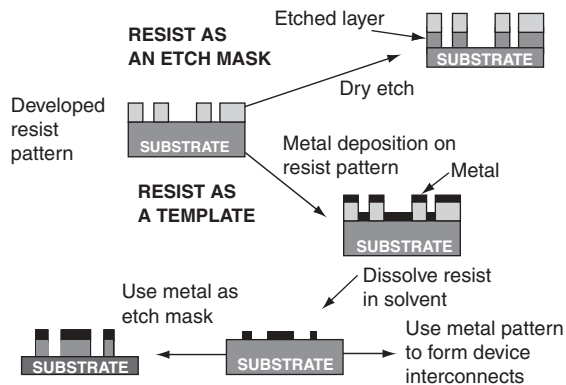 Etched layer
RESIST AS
AN ETCH MASK
SUBSTRATE
Dry etch
Developed
resist
pattern
SUBSTRATE
Metal deposition on
resist pattern
Metal
RESIST AS
A TEMPLATE
SUBSTRATE
Dissolve resist
in solvent
Use metal as
etch mask
SUBSTRATE
SUBSTRATE
Use metal pattern
to form device
interconnects